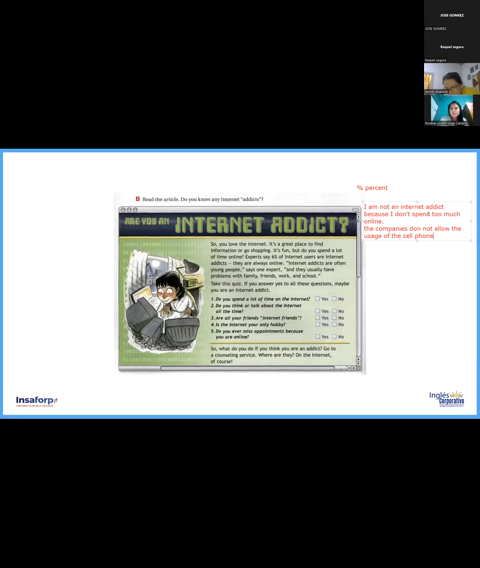 JOSE GOMEEZ
JOSE GOMEEZ
Raquel segura
Raquel segura
% percent
I am not an internet addict
because I don't spend too much
online.
the companies don not allow the
usage of the cell phone
Read the article. Do you know any Internet "addicts"?
ARE YOU AN INTERNET ADDICT?
So, you love the Internet. It's a great place to find
information or go shopping. It's fun, but do you spend a lot
of time online? Experts say 6% of Internet users are Internet
addicts – they are always online. "Internet addicts are often
young people," says one expert, "and they usually have
problems with family, friends, work, and school."
Take this quiz. If you answer yes to all these questions, maybe
you are an Internet addict.
1. Do you spend a lot of time on the Internet? Yes No
2. Do you think or talk about the Internet
all the time? Yes No
3. Are all your friends "Internet friends"? Yes No
4. Is the Internet your only hobby? Yes No
5. Do you ever miss appointments because
you are online? Yes No
So, what do you do if you think you are an addict? Go to
a counseling service. Where are they? On the Internet,
of course!
Insaforp
Inglés
Corporativo